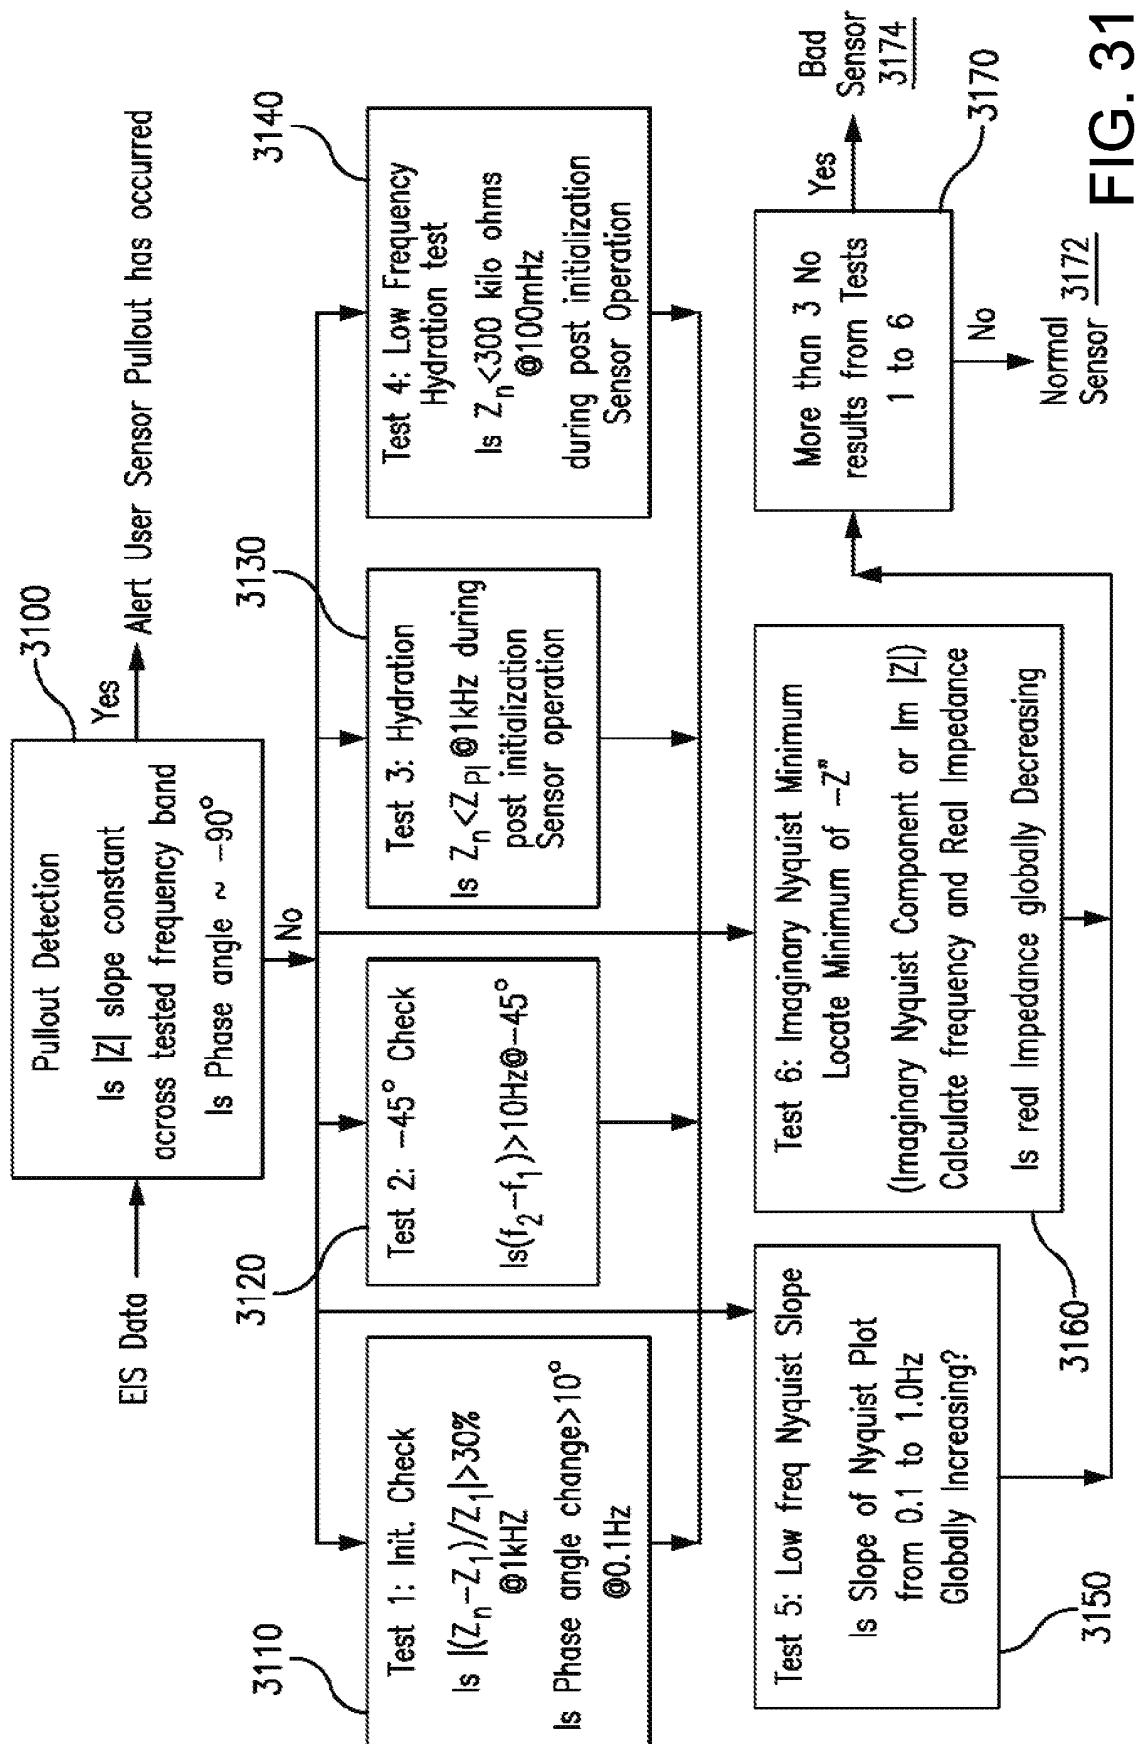 EIS Data
Pullout Detection
Is |Z| slope constant
across tested frequency band
Is Phase angle ~ −90°
3100
Yes
Alert User Sensor Pullout has occurred
No
3110
Test 1: Init. Check
Is |(Zn−Z1)/Z1|>30%
@1kHZ
Is Phase angle change>10°
@0.1Hz
3120
Test 2: −45° Check
Is(f2−f1)>10Hz@−45°
3130
Test 3: Hydration
Is Zn<ZPI@1kHz during
post initialization
Sensor operation
3140
Test 4: Low Frequency
Hydration test
Is Zn<300 kilo ohms
@100mHz
during post initialization
Sensor Operation
Test 5: Low freq Nyquist Slope
Is Slope of Nyquist Plot
from 0.1 to 1.0Hz
Globally Increasing?
3150
Test 6: Imaginary Nyquist Minimum
Locate Minimum of −Z"
(Imaginary Nyquist Component or Im |Z|)
Calculate frequency and Real Impedance
Is real Impedance globally Decreasing
3160
More than 3 No
results from Tests
1 to 6
3170
Yes
Bad
Sensor
3174
No
Normal
Sensor 3172
FIG. 31